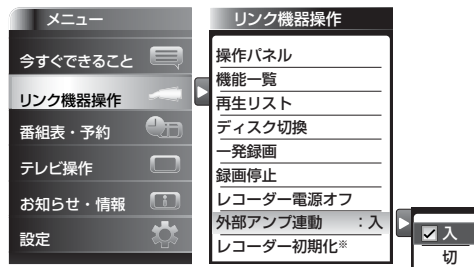 メニュー
今すぐできること
リンク機器操作
番組表・予約
テレビ操作
お知らせ・情報
設定
リンク機器操作
操作パネル
機能一覧
再生リスト
ディスク切換
一発録画
録画停止
レコーダー電源オフ
外部アンプ連動 :入
レコーダー初期化※
入
切